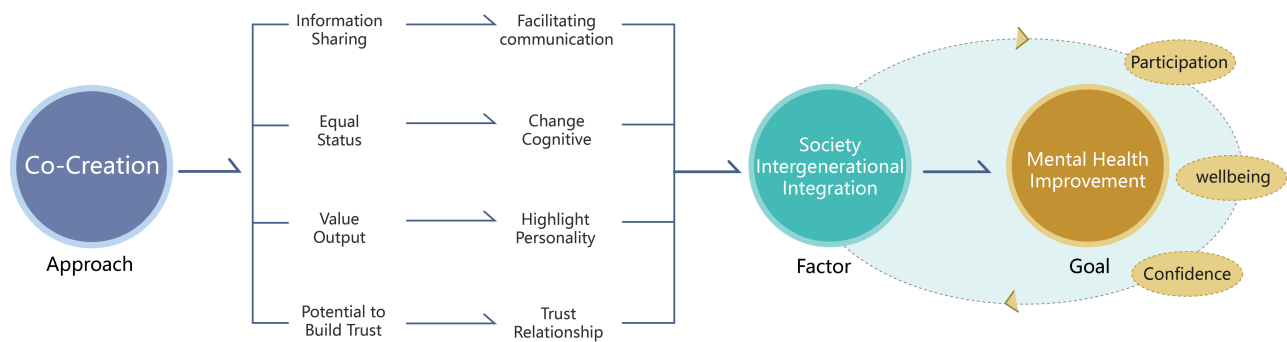 Co-Creation
Approach
Information
Sharing
Facilitating
communication
Equal
Status
Change
Cognitive
Value
Output
Highlight
Personality
Potential to
Build Trust
Trust
Relationship
Society
Intergenerational
Integration
Factor
Mental Health
Improvement
Goal
Participation
wellbeing
Confidence